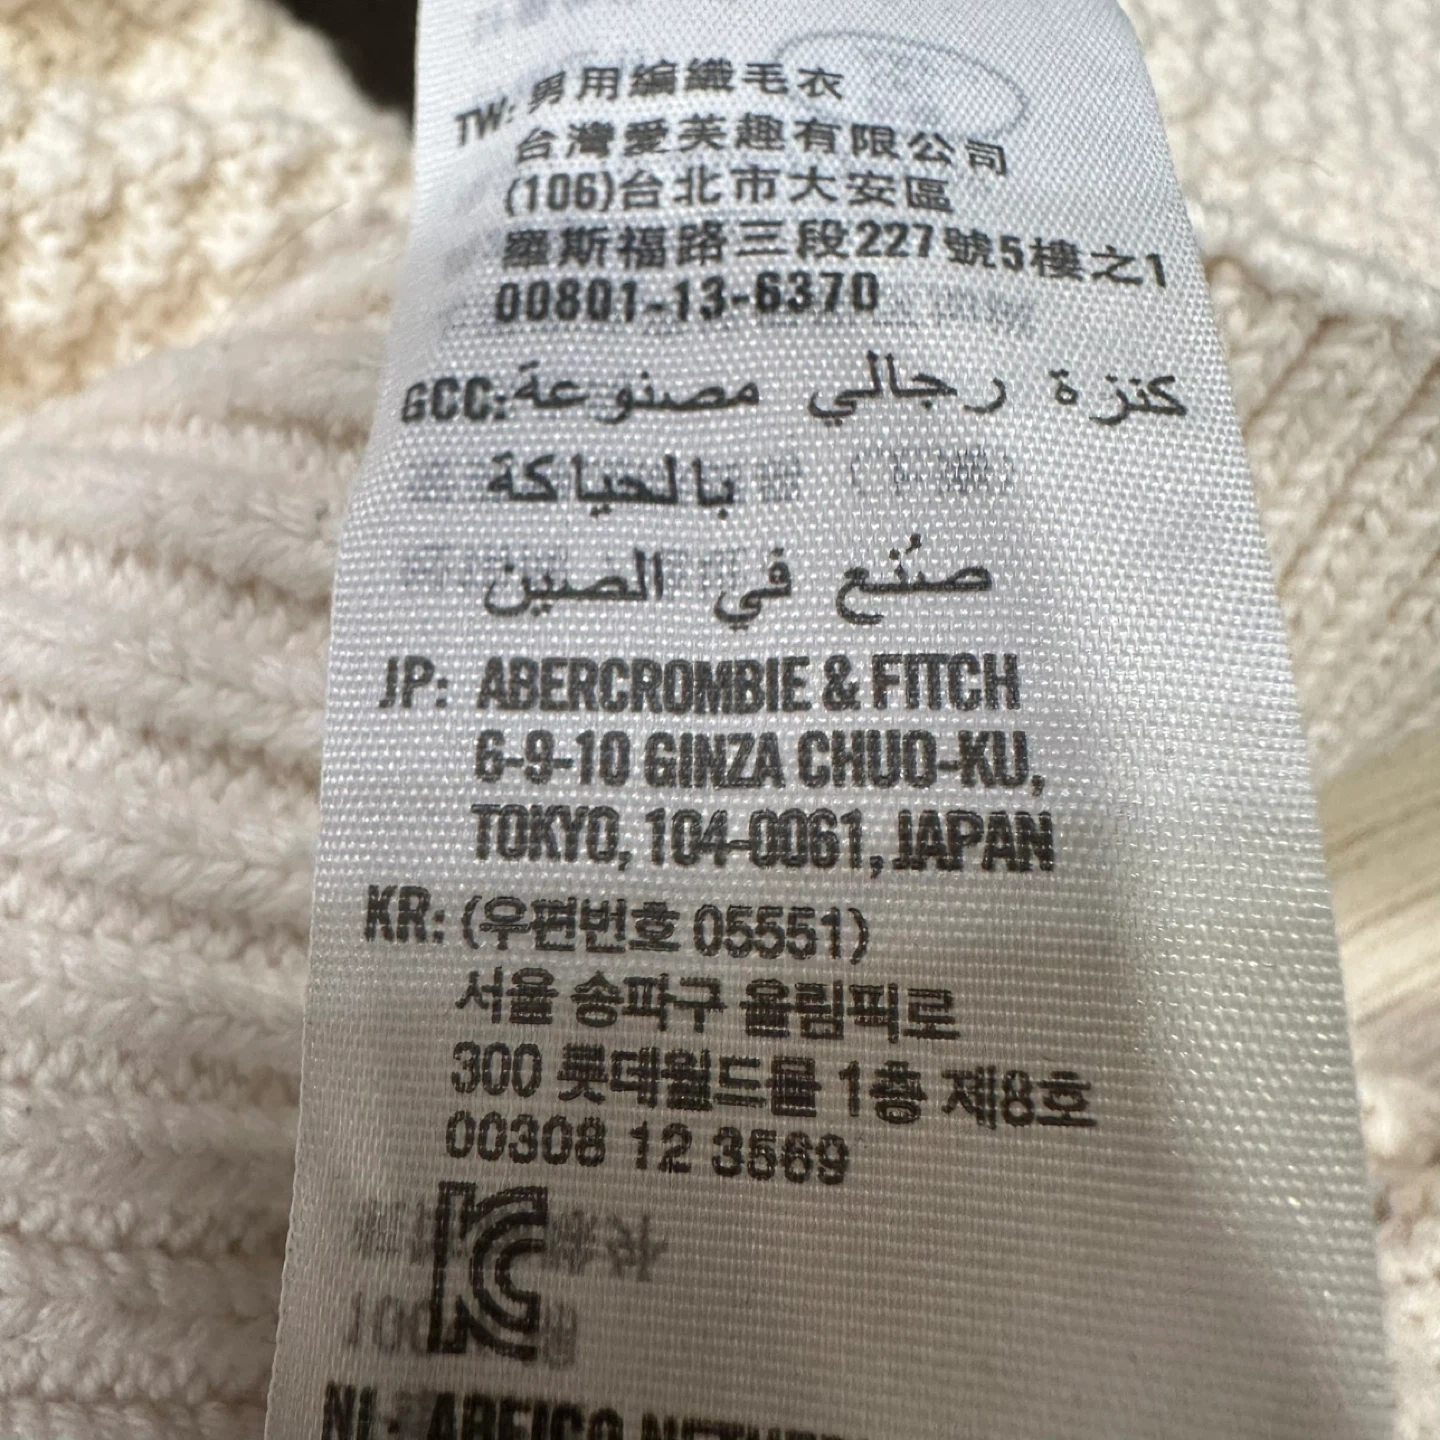 TW: 男用編織毛衣
台灣愛芙趣有限公司
(106)台北市大安區
羅斯福路三段227號5樓之1
00801-13-6370
GCC: كنزة رجالي مصنوعة
بالحياكة
صُنع في الصين
JP: ABERCROMBIE & FITCH
6-9-10 GINZA CHUO-KU,
TOKYO, 104-0061, JAPAN
KR: (우편번호 05551)
서울 송파구 올림픽로
300 롯데월드몰 1층 제8호
00308 12 3569
NL: